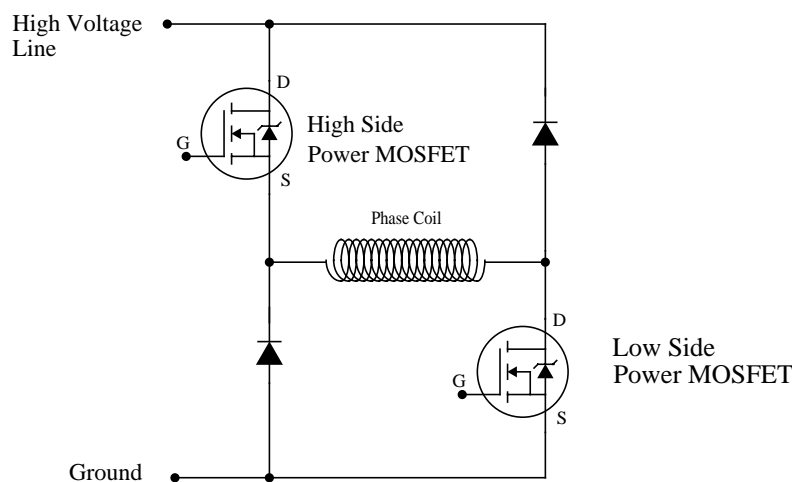 High Voltage
Line
D
High Side
G
Power MOSFET
S
Phase Coil
D
Low Side
G
Power MOSFET
S
Ground